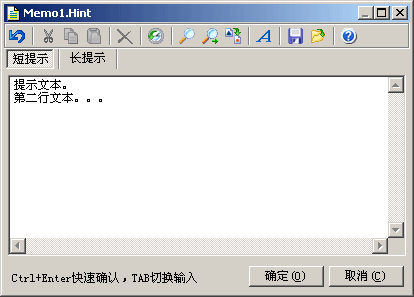 Memo1.Hint
短提示 长提示
提示文本。
第二行文本。。。
Ctrl+Enter快速确认，TAB切换输入
确定(O) 取消(C)